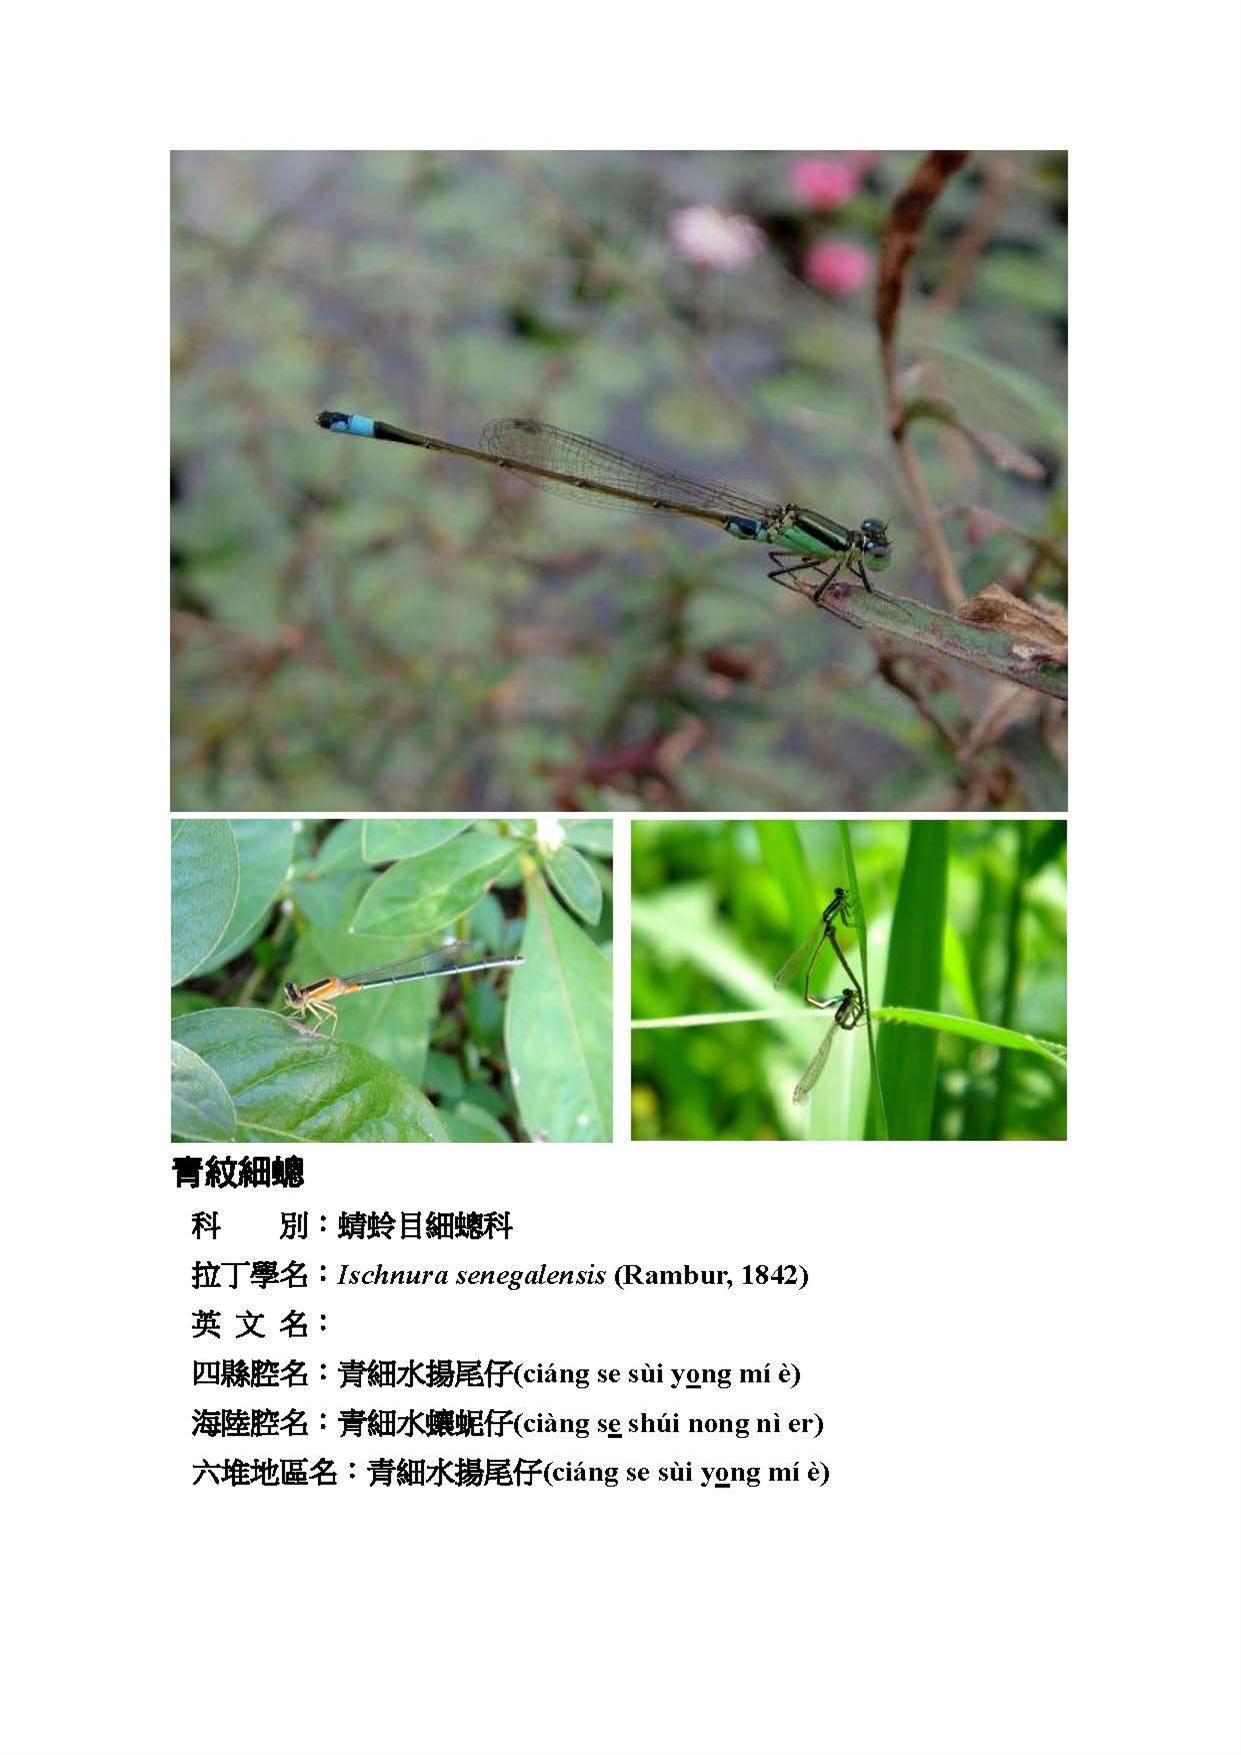 青紋細蟌
科　　別：蜻蛉目細蟌科
拉丁學名：Ischnura senegalensis (Rambur, 1842)
英 文 名：
四縣腔名：青細水揚尾仔(ciáng se sùi yong mí è)
海陸腔名：青細水蠰蚭仔(ciàng se shúi nong nì er)
六堆地區名：青細水揚尾仔(ciáng se sùi yong mí è)